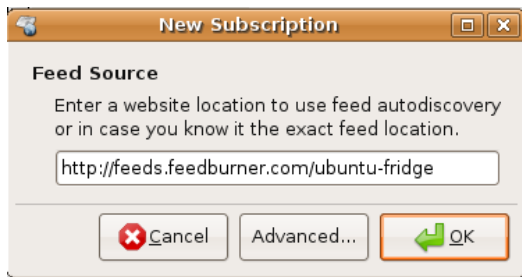 New Subscription
Feed Source
Enter a website location to use feed autodiscovery
or in case you know it the exact feed location.
http://feeds.feedburner.com/ubuntu-fridge
Cancel Advanced... OK